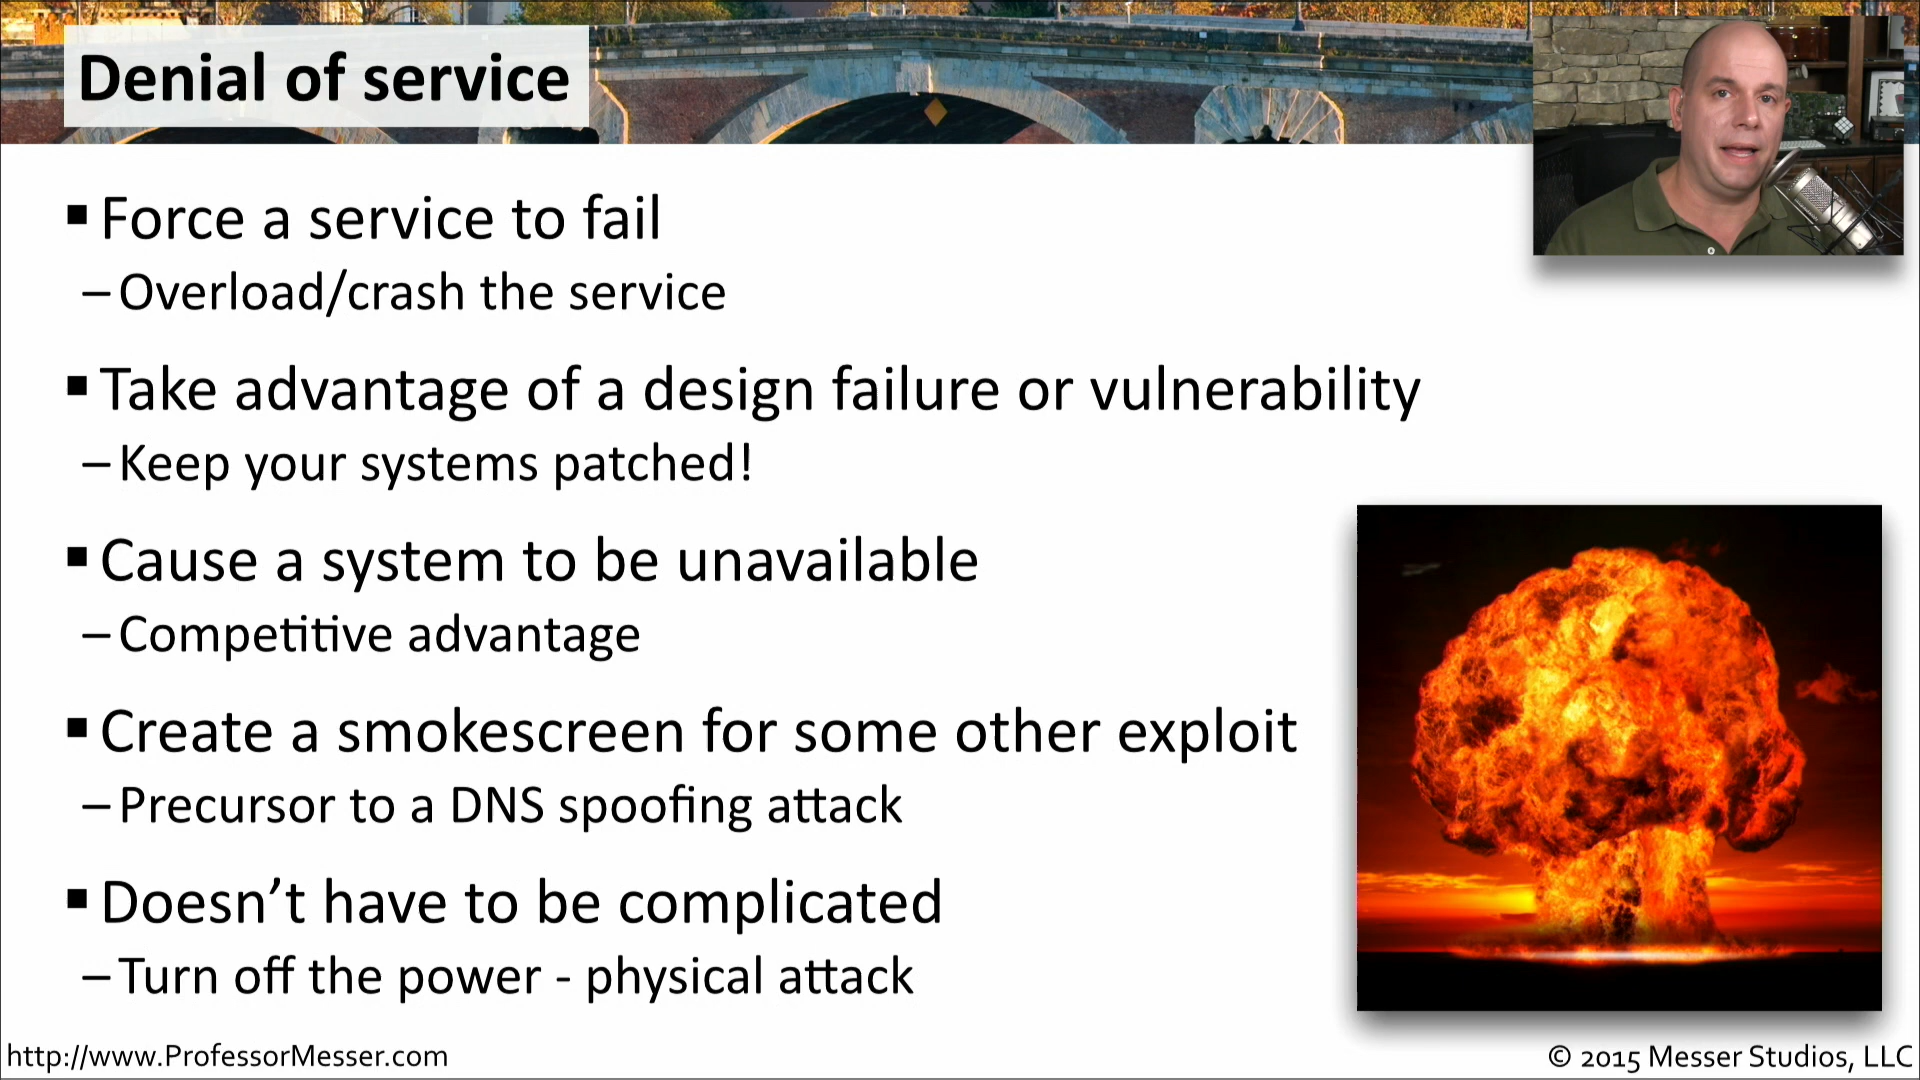 Denial of service
▪ Force a service to fail
– Overload/crash the service
▪ Take advantage of a design failure or vulnerability
– Keep your systems patched!
▪ Cause a system to be unavailable
– Competitive advantage
▪ Create a smokescreen for some other exploit
– Precursor to a DNS spoofing attack
▪ Doesn’t have to be complicated
– Turn off the power - physical attack
http://www.ProfessorMesser.com
© 2015 Messer Studios, LLC